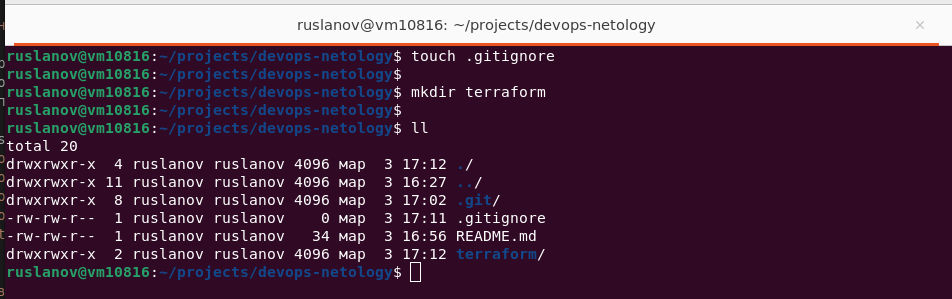 ruslanov@vm10816: ~/projects/devops-netology ×
ruslanov@vm10816:~/projects/devops-netology$ touch .gitignore
ruslanov@vm10816:~/projects/devops-netology$
ruslanov@vm10816:~/projects/devops-netology$ mkdir terraform
ruslanov@vm10816:~/projects/devops-netology$
ruslanov@vm10816:~/projects/devops-netology$ ll
total 20
drwxrwxr-x  4 ruslanov ruslanov 4096 мар  3 17:12 ./
drwxrwxr-x 11 ruslanov ruslanov 4096 мар  3 16:27 ../
drwxrwxr-x  8 ruslanov ruslanov 4096 мар  3 17:02 .git/
-rw-rw-r--  1 ruslanov ruslanov    0 мар  3 17:11 .gitignore
-rw-rw-r--  1 ruslanov ruslanov   34 мар  3 16:56 README.md
drwxrwxr-x  2 ruslanov ruslanov 4096 мар  3 17:12 terraform/
ruslanov@vm10816:~/projects/devops-netology$